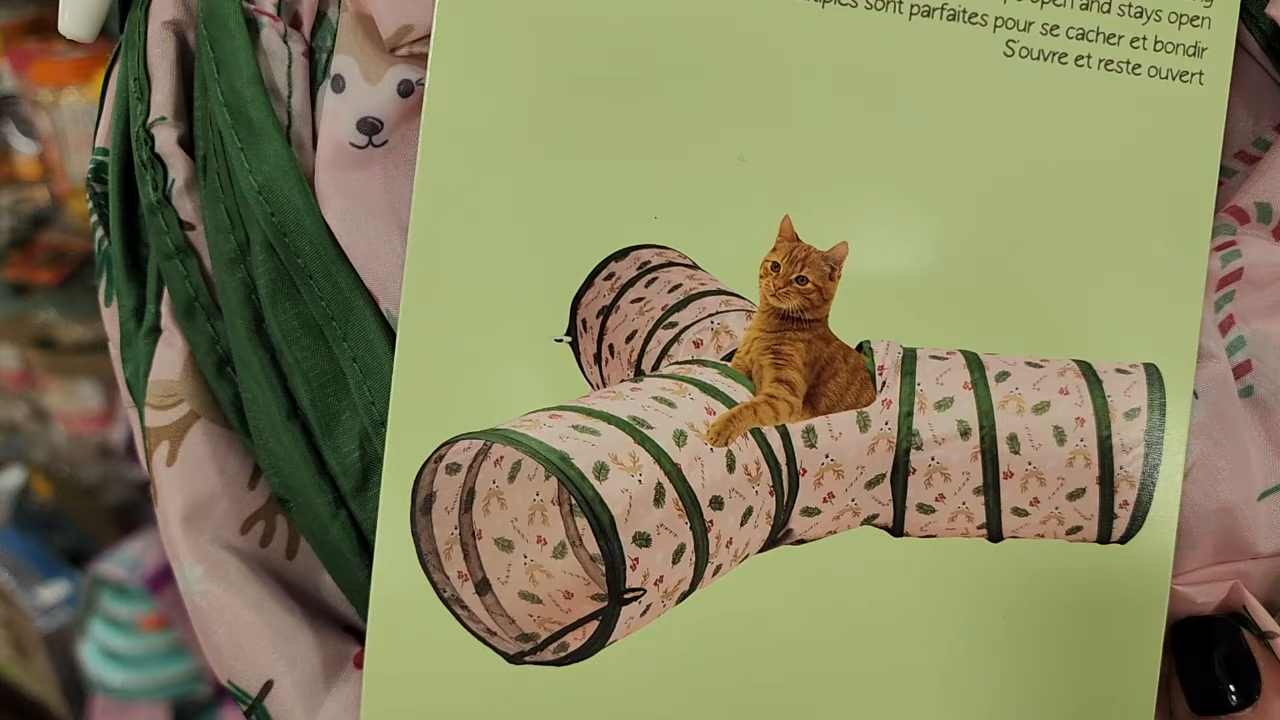 open and stays open
sont parfaites pour se cacher et bondir
S'ouvre et reste ouvert